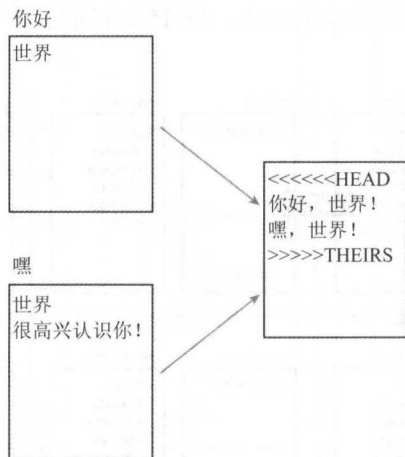 你好
世界
嘿
世界
很高兴认识你!
<<<<<<HEAD
你好,世界!
嘿,世界!
>>>>>THEIRS